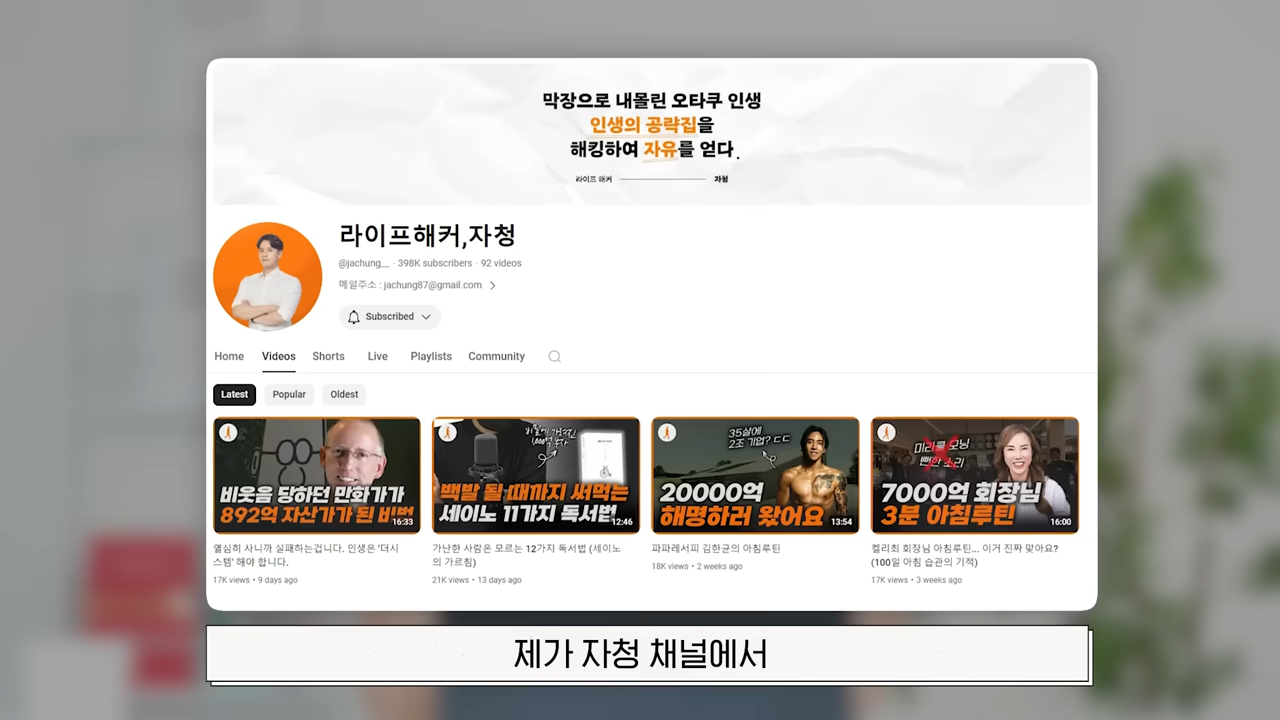 막장으로 내몰린 오타쿠 인생
인생의 공략집을
해킹하여 자유를 얻다.
라이프 해커 자청
라이프해커,자청
@jachung__ · 398K subscribers · 92 videos
메일주소 : jachung87@gmail.com
Subscribed
Home Videos Shorts Live Playlists Community
Latest Popular Oldest
비웃음 당하던 만화가가
892억 자산가가 된 비법
16:33
열심히 사니까 실패하는겁니다. 인생은 '더시
스템' 해야 합니다.
17K views • 9 days ago
백발 될 때까지 써먹는
세이노 11가지 독서법
12:46
가난한 사람은 모르는 12가지 독서법 (세이노
의 가르침)
21K views • 13 days ago
35살에
2조 기업? ㄷㄷ
20000억
해명하러 왔어요
13:54
파파레서피 김한균의 아침루틴
18K views • 2 weeks ago
미라클 모닝
뻔한 소리
7000억 회장님
3분 아침루틴
16:00
켈리최 회장님 아침루틴... 이거 진짜 맞아요?
(100일 아침 습관의 기적)
17K views • 3 weeks ago
제가 자청 채널에서